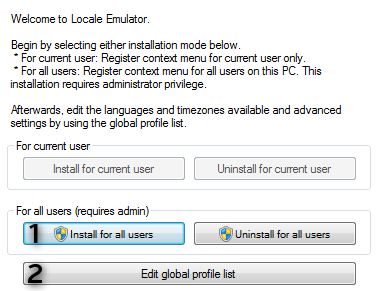 Welcome to Locale Emulator.
Begin by selecting either installation mode below.
* For current user: Register context menu for current user only.
* For all users: Register context menu for all users on this PC. This
installation requires administrator privilege.
Afterwards, edit the languages and timezones available and advanced
settings by using the global profile list.
For current user
Install for current user Uninstall for current user
For all users (requires admin)
1 Install for all users Uninstall for all users
2 Edit global profile list